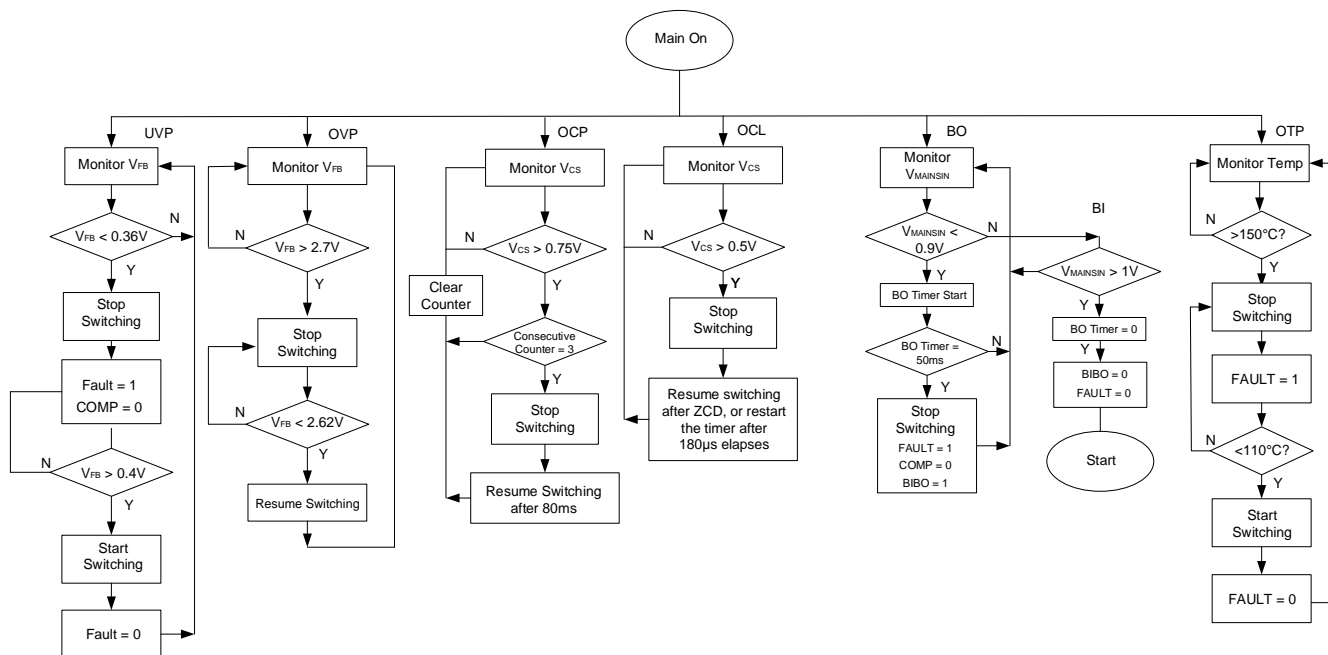 Main On
UVP
Monitor VFB
VFB < 0.36V
N
Y
Stop
Switching
Fault = 1
COMP = 0
N
VFB > 0.4V
Y
Start
Switching
Fault = 0
OVP
Monitor VFB
N
VFB > 2.7V
Y
Stop
Switching
N
VFB < 2.62V
Y
Resume Switching
OCP
Monitor VCS
N
VCS > 0.75V
Y
Clear
Counter
Consecutive
Counter = 3
Y
Stop
Switching
Resume Switching
after 80ms
OCL
Monitor VCS
N
VCS > 0.5V
Y
Stop
Switching
Resume switching
after ZCD, or restart
the timer after
180µs elapses
BO
Monitor
VMAINSIN
VMAINSIN <
0.9V
N
Y
BO Timer Start
BO Timer =
50ms
N
Y
Stop
Switching
FAULT = 1
COMP = 0
BIBO = 1
BI
VMAINSIN > 1V
Y
BO Timer = 0
Y
BIBO = 0
FAULT = 0
Start
OTP
Monitor Temp
N
>150°C?
Y
Stop
Switching
FAULT = 1
N
<110°C?
Y
Start
Switching
FAULT = 0